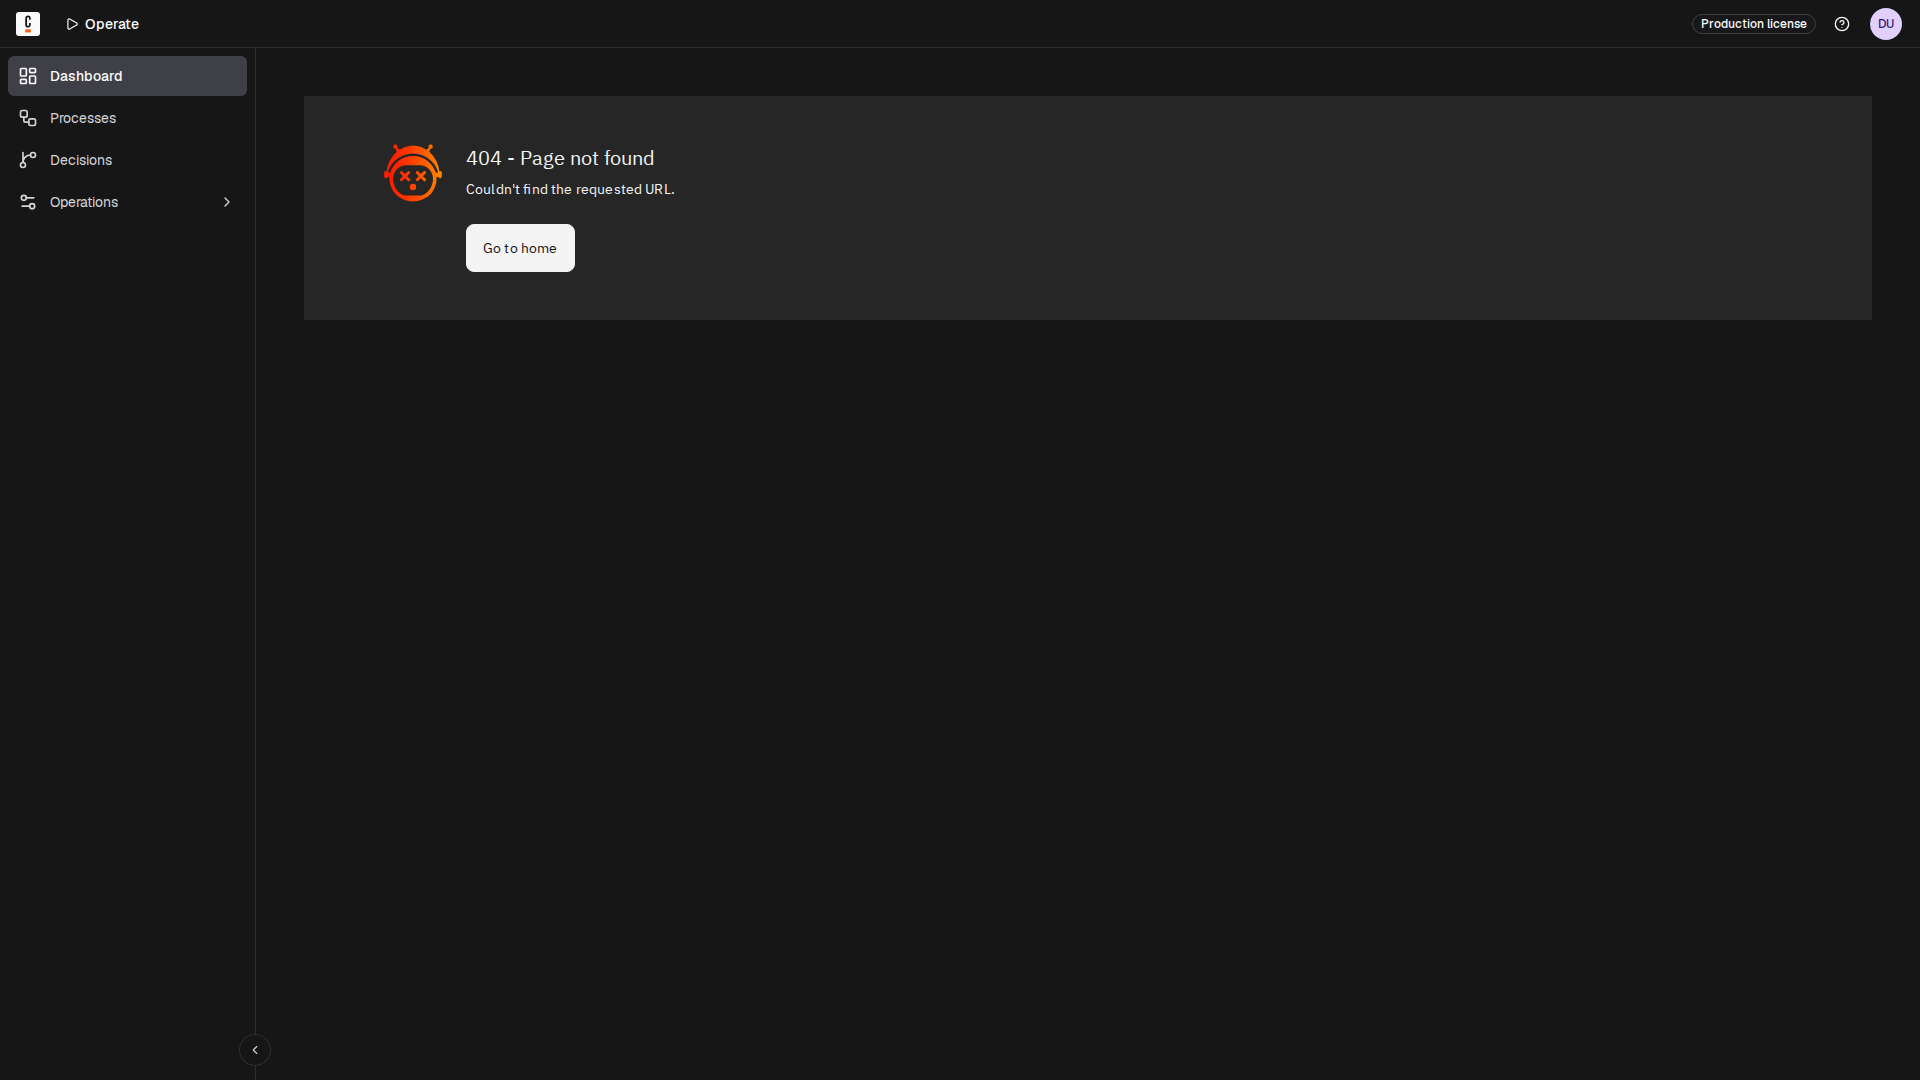 Operate
Production license
DU
Dashboard
Processes
Decisions
Operations
404 - Page not found
Couldn't find the requested URL.
Go to home